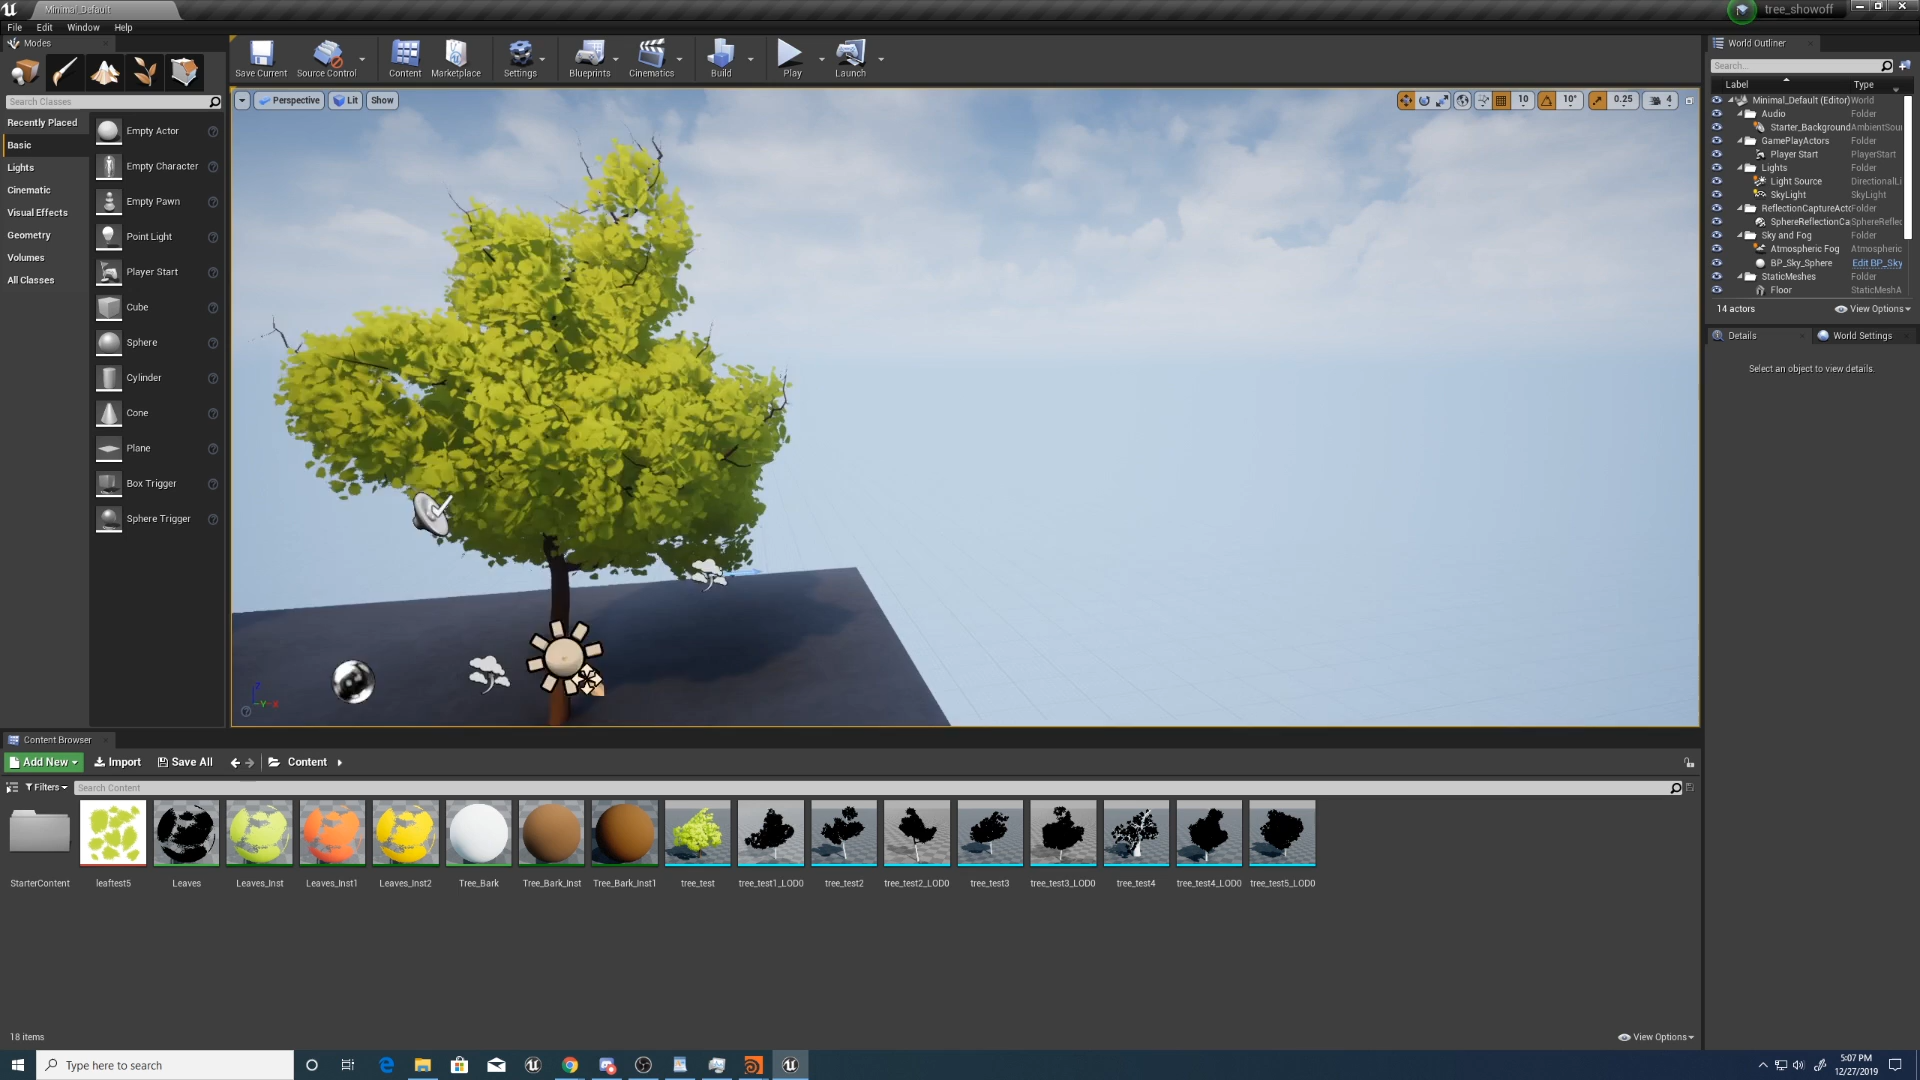 Minimal_Default
tree_showoff
File Edit Window Help
Modes
Search Classes
Recently Placed
Basic
Lights
Cinematic
Visual Effects
Geometry
Volumes
All Classes
Empty Actor
Empty Character
Empty Pawn
Point Light
Player Start
Cube
Sphere
Cylinder
Cone
Plane
Box Trigger
Sphere Trigger
Save Current Source Control Content Marketplace Settings Blueprints Cinematics Build Play Launch
Perspective Lit Show
10 10° 0.25 4
World Outliner
Search...
Label Type
Minimal_Default (Editor) World
Audio Folder
Starter_Background AmbientSou
GamePlayActors Folder
Player Start PlayerStart
Lights Folder
Light Source DirectionalLi
SkyLight SkyLight
ReflectionCaptureActo Folder
SphereReflectionCa SphereReflec
Sky and Fog Folder
Atmospheric Fog Atmospheric
BP_Sky_Sphere Edit BP_Sky
StaticMeshes Folder
Floor StaticMeshA
14 actors View Options
Details World Settings
Select an object to view details.
Z
Y X
Content Browser
Add New Import Save All Content
Filters Search Content
StarterContent leaftest5 Leaves Leaves_Inst Leaves_Inst1 Leaves_Inst2 Tree_Bark Tree_Bark_Inst Tree_Bark_Inst1 tree_test tree_test1_LOD0 tree_test2 tree_test2_LOD0 tree_test3 tree_test3_LOD0 tree_test4 tree_test4_LOD0 tree_test5_LOD0
18 items View Options
Type here to search
5:07 PM
12/27/2019